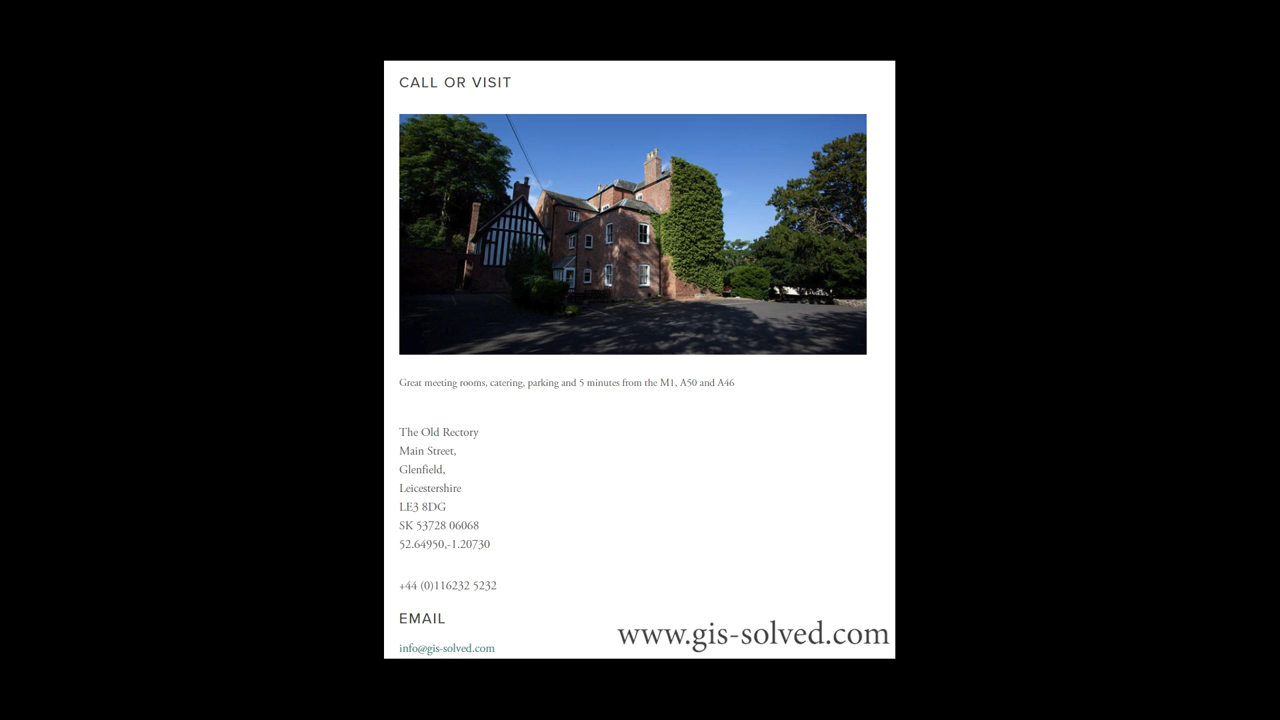 CALL OR VISIT
Great meeting rooms, catering, parking and 5 minutes from the M1, A50 and A46
The Old Rectory
Main Street,
Glenfield,
Leicestershire
LE3 8DG
SK 53728 06068
52.64950,-1.20730
+44 (0)116232 5232
EMAIL
www.gis-solved.com
info@gis-solved.com